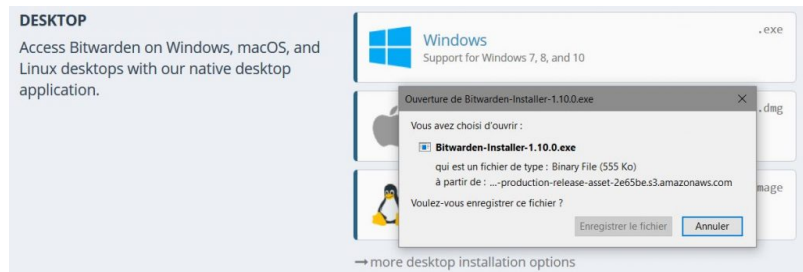 DESKTOP
Access Bitwarden on Windows, macOS, and
Linux desktops with our native desktop
application.
Windows
.exe
Support for Windows 7, 8, and 10
.dmg
mage
Ouverture de Bitwarden-Installer-1.10.0.exe
Vous avez choisi d'ouvrir :
Bitwarden-Installer-1.10.0.exe
qui est un fichier de type : Binary File (555 Ko)
à partir de : ...-production-release-asset-2e65be.s3.amazonaws.com
Voulez-vous enregistrer ce fichier ?
Enregistrer le fichier Annuler
→more desktop installation options